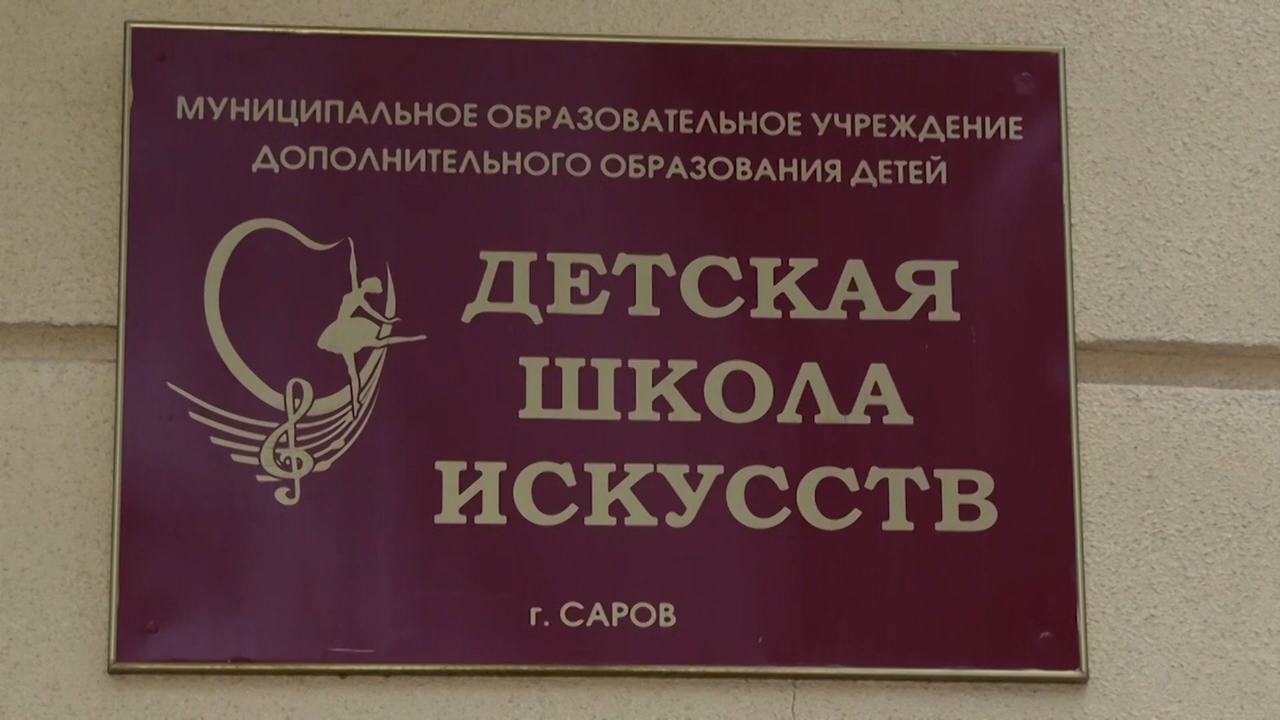 МУНИЦИПАЛЬНОЕ ОБРАЗОВАТЕЛЬНОЕ УЧРЕЖДЕНИЕ
ДОПОЛНИТЕЛЬНОГО ОБРАЗОВАНИЯ ДЕТЕЙ
ДЕТСКАЯ
ШКОЛА
ИСКУССТВ
г. САРОВ